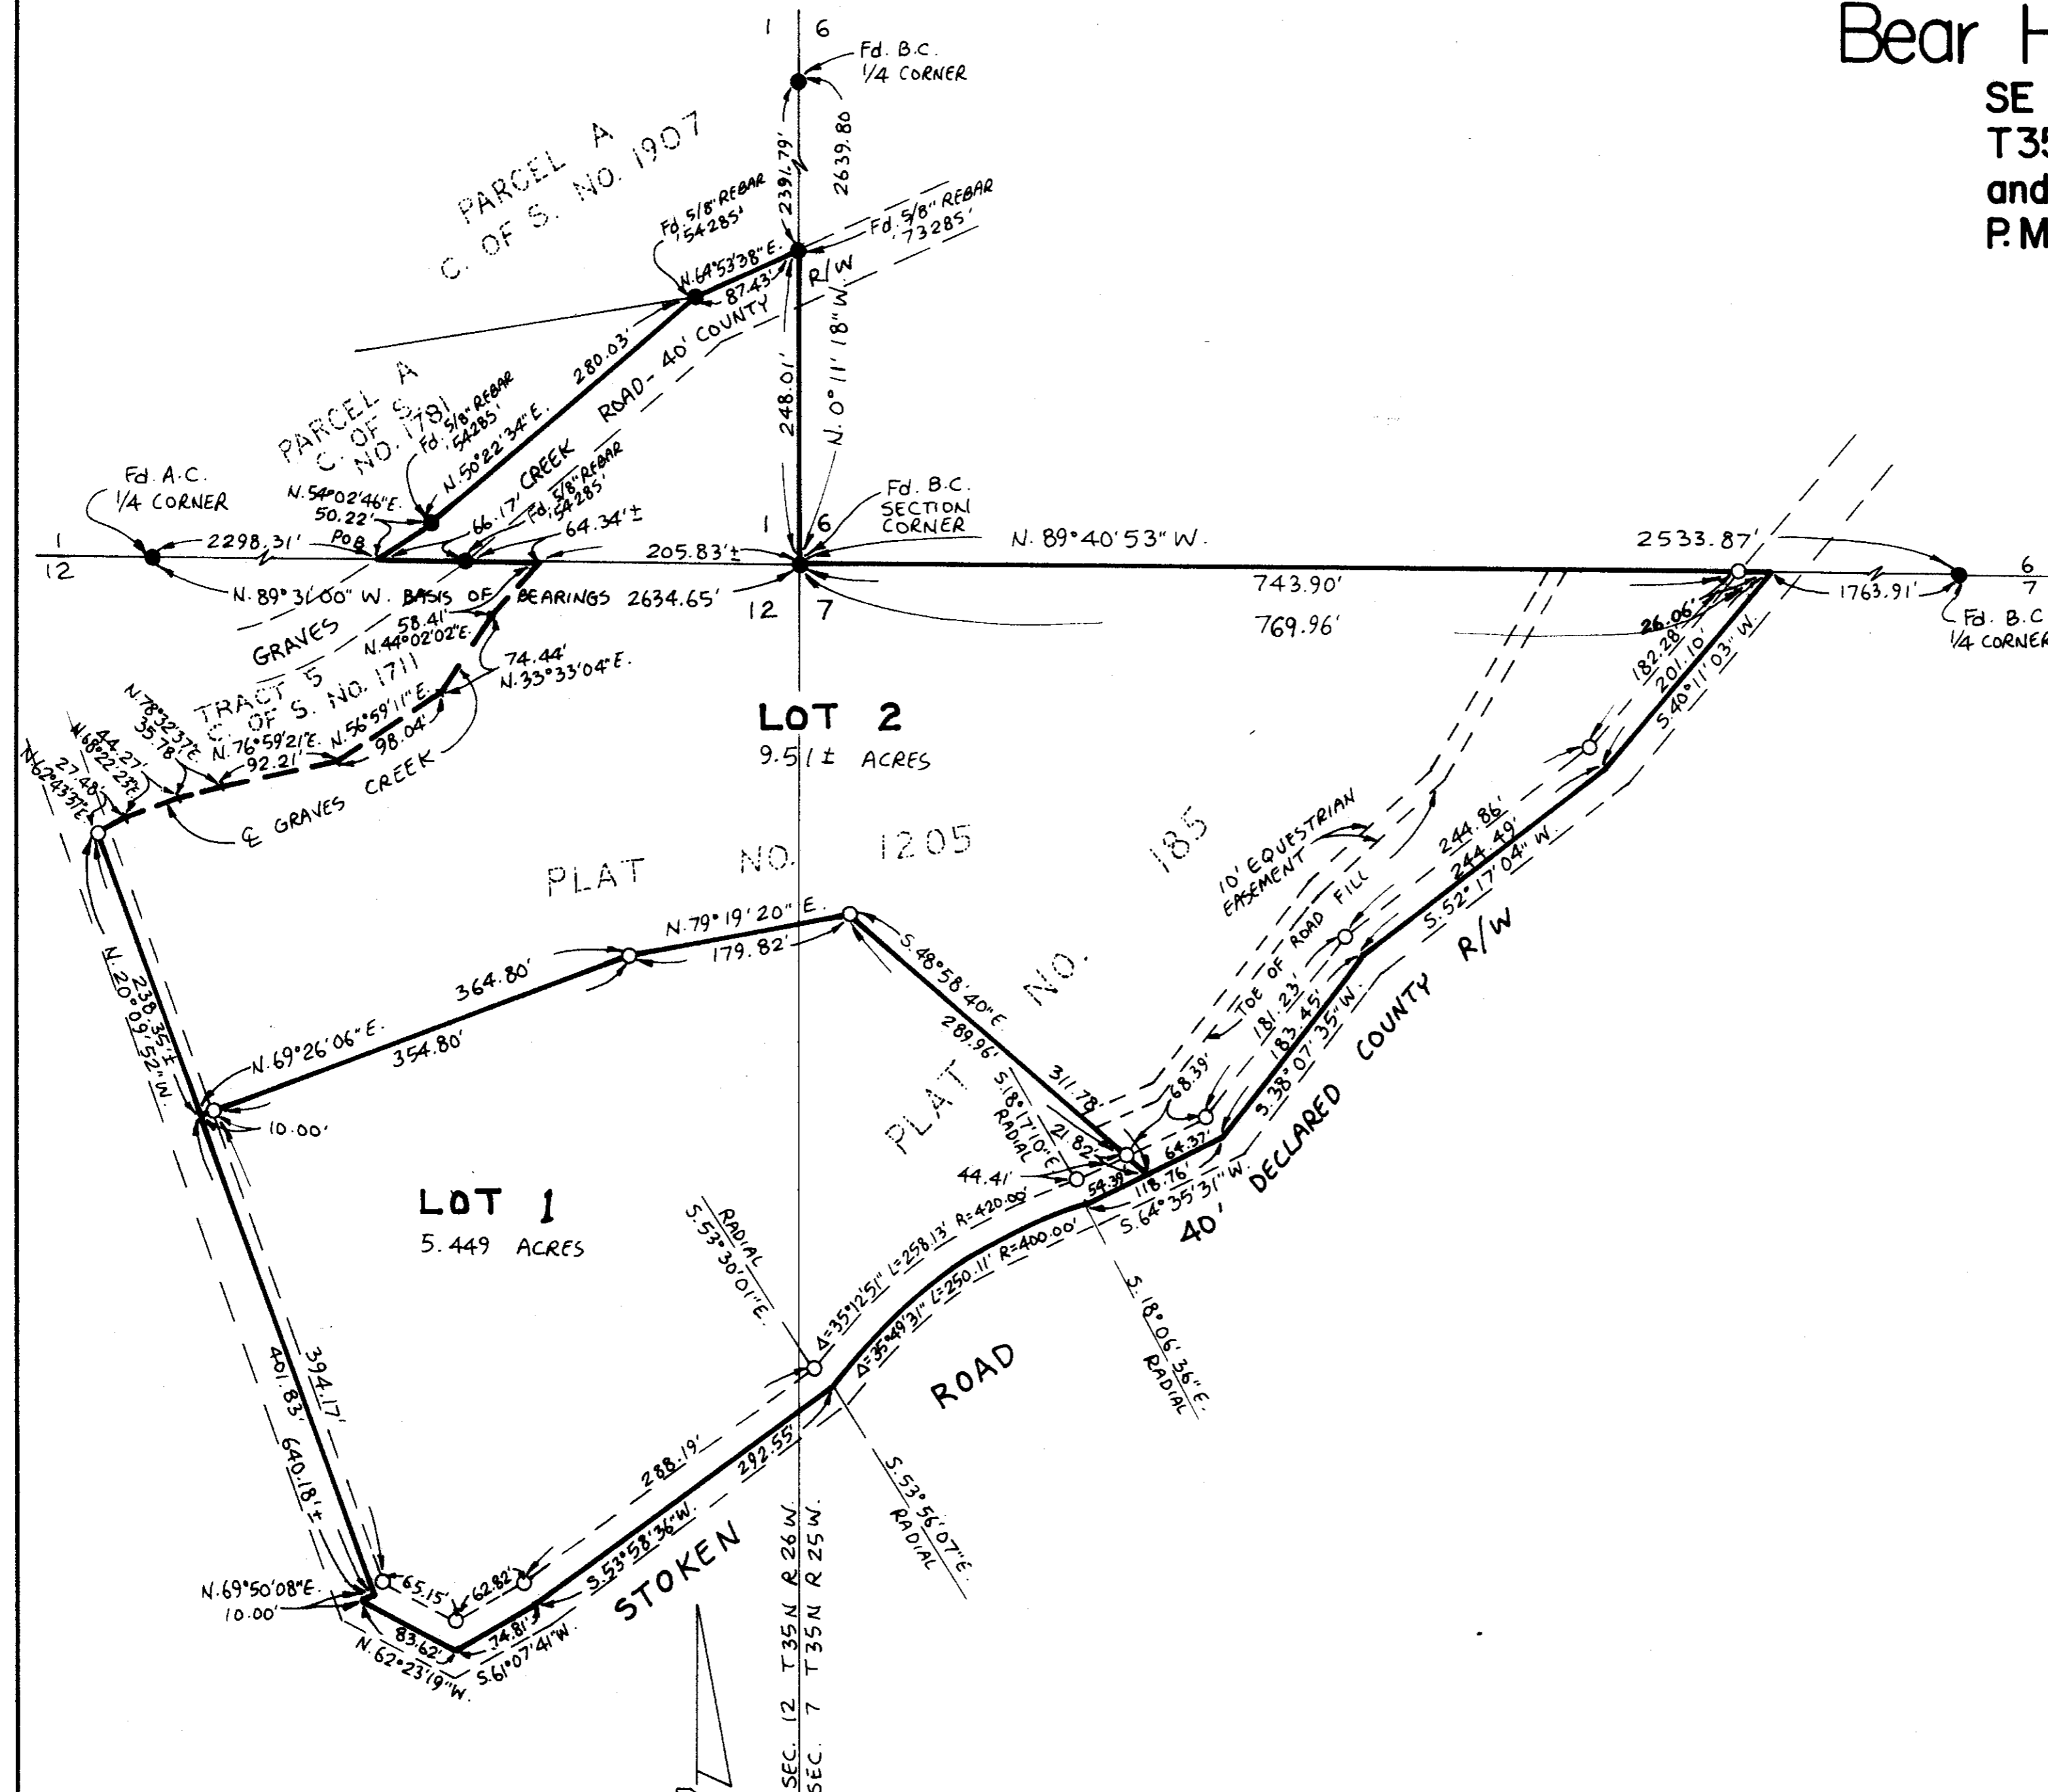 Bear H
SE
T35
and
P.M
1 6
Fd. B.C.
1/4 CORNER
PARCEL A
C. OF S. NO. 1907
2391.79'
2639.80
Fd. 5/8" REBAR
'54285'
Fd. 5/8" REBAR
'73285'
N.64°53'38"E.
87.43'
R/W
280.03'
ROAD - 40' COUNTY
248.01'
N. 0°11'18"W.
PARCEL A
C. OF S.
NO. 1781
Fd. 5/8" REBAR
'54285'
N.50°22'34"E.
Fd. A.C.
1/4 CORNER
N.54°02'46"E.
50.22'
POB
66.17'
CREEK
Fd. 5/8" REBAR
'54285'
64.34'±
Fd. B.C.
SECTION
CORNER
1 6
1
12
2298.31'
205.83'±
N. 89°40'53" W.
2533.87'
6
7
N. 89°31'00" W. BASIS OF BEARINGS 2634.65'
12 7
743.90'
769.96'
26.06'
1763.91'
Fd. B.C
1/4 CORNER
GRAVES
58.41'
N.44°02'02"E.
74.44'
N.33°33'04"E.
182.28'
201.10'
S.40°11'03"W.
TRACT 5
C. OF S. NO. 1711
N.78°32'37"E.
35.78'
N.76°59'21"E.
92.21'
N.56°59'11"E.
98.04'
44.27'
N.68°22'23"E.
27.48'
N.62°43'37"E.
℄ GRAVES CREEK
LOT 2
9.51± ACRES
PLAT NO. 1205
PLAT NO. 185
10' EQUESTRIAN
EASEMENT
TOE OF ROAD FILL
244.86'
244.49'
S.52°17'04"W.
R/W
N.79°19'20"E.
179.82'
364.80'
N.69°26'06"E.
354.80'
10.00'
238.35'±
N. 20°09'52"W.
S.48°58'40"E.
289.96'
311.78
21.82'
68.39'
181.23'
183.45'
S.38°07'35"W.
S.18°17'10"E.
RADIAL
44.41'
54.39'
64.37'
118.76'
S.64°35'31"W.
40' DECLARED COUNTY
LOT 1
5.449 ACRES
RADIAL
S.53°30'01"E.
Δ=35°12'51" L=258.13' R=420.00'
Δ=35°49'31" L=250.11' R=400.00'
S.18°06'36"E.
RADIAL
ROAD
394.17'
401.83'
640.18'±
288.19'
292.55'
S.53°58'36"W.
S.53°56'07"E.
RADIAL
STOKEN
N.69°50'08"E.
10.00'
65.15'
62.82'
83.62'
74.81'
N.62°23'19"W.
S.61°07'41"W.
SEC. 12 T35N R26W.
SEC. 7 T35N R25W.